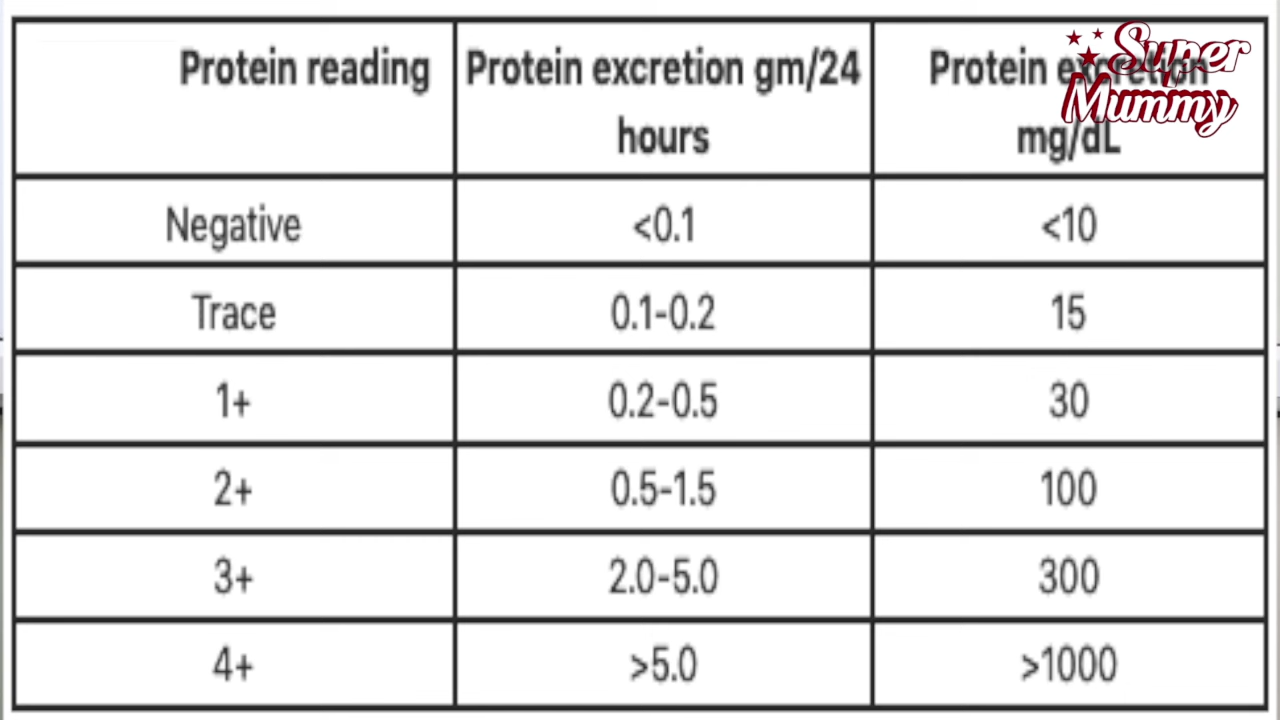 Protein reading Protein excretion gm/24 Protein excretion
hours mg/dL
Super
Mummy
Negative <0.1 <10
Trace 0.1-0.2 15
1+ 0.2-0.5 30
2+ 0.5-1.5 100
3+ 2.0-5.0 300
4+ >5.0 >1000